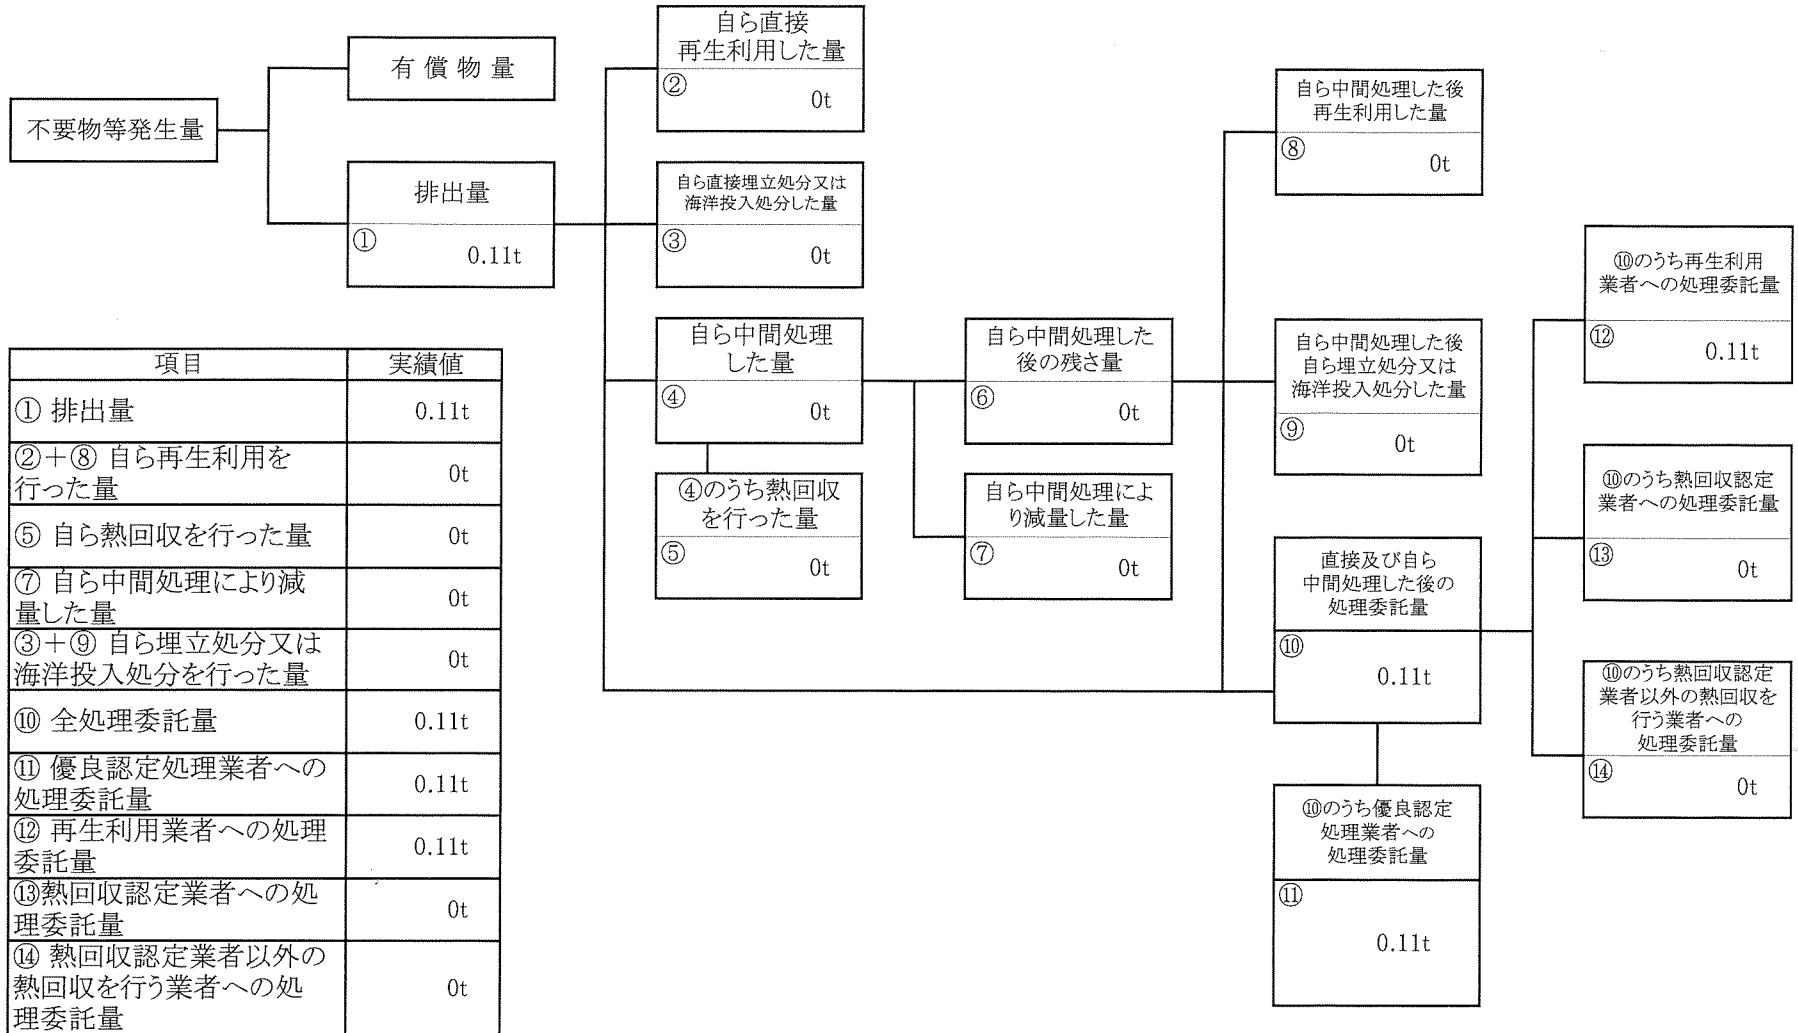 不要物等発生量
有償物量
排出量
①
0.11t
自ら直接
再生利用した量
②
0t
自ら直接埋立処分又は
海洋投入処分した量
③
0t
自ら中間処理
した量
④
0t
④のうち熱回収
を行った量
⑤
0t
自ら中間処理した
後の残さ量
⑥
0t
自ら中間処理によ
り減量した量
⑦
0t
自ら中間処理した後
再生利用した量
⑧
0t
自ら中間処理した後
自ら埋立処分又は
海洋投入処分した量
⑨
0t
直接及び自ら
中間処理した後の
処理委託量
⑩
0.11t
⑩のうち優良認定
処理業者への
処理委託量
⑪
0.11t
⑩のうち再生利用
業者への処理委託量
⑫
0.11t
⑩のうち熱回収認定
業者への処理委託量
⑬
0t
⑩のうち熱回収認定
業者以外の熱回収を
行う業者への
処理委託量
⑭
0t
項目 実績値
① 排出量 0.11t
②+⑧ 自ら再生利用を
行った量 0t
⑤ 自ら熱回収を行った量 0t
⑦ 自ら中間処理により減
量した量 0t
③+⑨ 自ら埋立処分又は
海洋投入処分を行った量 0t
⑩ 全処理委託量 0.11t
⑪ 優良認定処理業者への
処理委託量 0.11t
⑫ 再生利用業者への処理
委託量 0.11t
⑬熱回収認定業者への処
理委託量 0t
⑭ 熱回収認定業者以外の
熱回収を行う業者への処
理委託量 0t